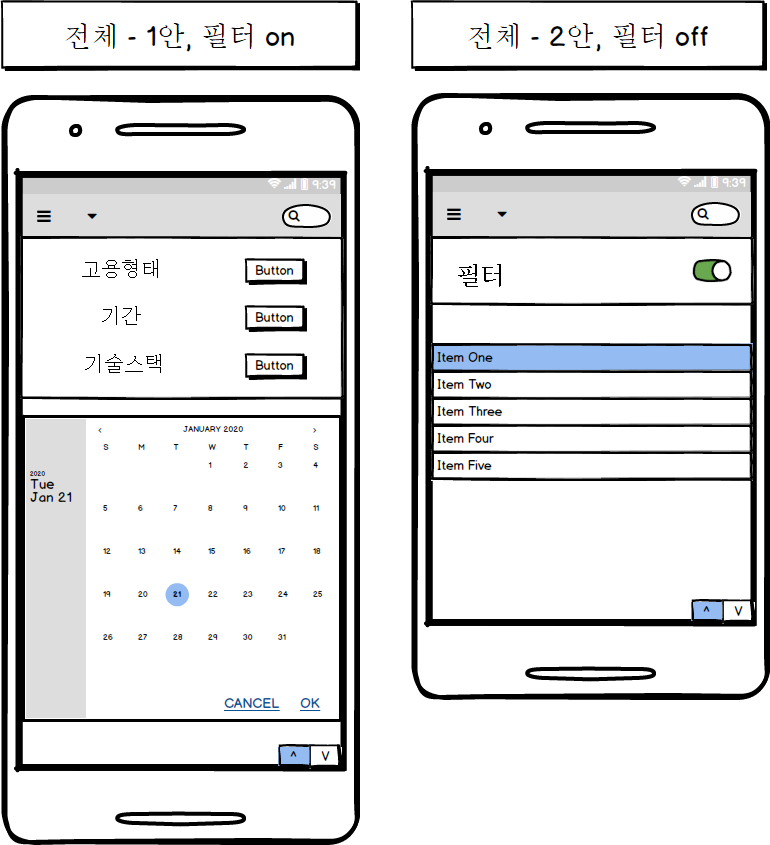 전체 - 1안, 필터 on
9:39
고용형태 Button
기간 Button
기술스택 Button
< JANUARY 2020 >
S M T W T F S
2020
Tue
Jan 21
1 2 3 4
5 6 7 8 9 10 11
12 13 14 15 16 17 18
19 20 21 22 23 24 25
26 27 28 29 30 31
CANCEL OK
^ V
전체 - 2안, 필터 off
9:39
필터
Item One
Item Two
Item Three
Item Four
Item Five
^ V